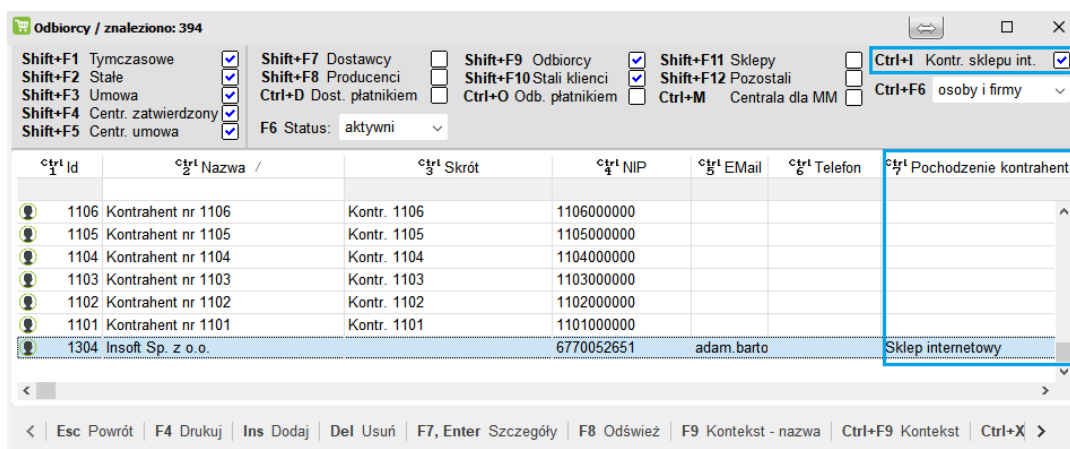 Odbiorcy / znaleziono: 394
Shift+F1 Tymczasowe Shift+F7 Dostawcy Shift+F9 Odbiorcy Shift+F11 Sklepy Ctrl+I Kontr. sklepu int.
Shift+F2 Stałe Shift+F8 Producenci Shift+F10 Stali klienci Shift+F12 Pozostali
Shift+F3 Umowa Ctrl+D Dost. płatnikiem Ctrl+O Odb. płatnikiem Ctrl+M Centrala dla MM Ctrl+F6 osoby i firmy
Shift+F4 Centr. zatwierdzony
Shift+F5 Centr. umowa F6 Status: aktywni
Ctrl 1 Id Ctrl 2 Nazwa / Ctrl 3 Skrót Ctrl 4 NIP Ctrl 5 EMail Ctrl 6 Telefon Ctrl 7 Pochodzenie kontrahent
1106 Kontrahent nr 1106 Kontr. 1106 1106000000
1105 Kontrahent nr 1105 Kontr. 1105 1105000000
1104 Kontrahent nr 1104 Kontr. 1104 1104000000
1103 Kontrahent nr 1103 Kontr. 1103 1103000000
1102 Kontrahent nr 1102 Kontr. 1102 1102000000
1101 Kontrahent nr 1101 Kontr. 1101 1101000000
1304 Insoft Sp. z o.o. 6770052651 adam.barto Sklep internetowy
Esc Powrót F4 Drukuj Ins Dodaj Del Usuń F7, Enter Szczegóły F8 Odśwież F9 Kontekst - nazwa Ctrl+F9 Kontekst Ctrl+X